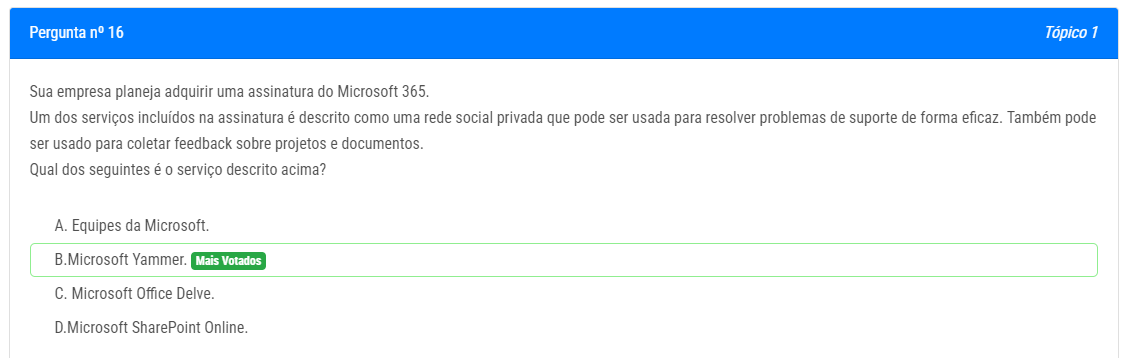 Pergunta nº 16
Tópico 1
Sua empresa planeja adquirir uma assinatura do Microsoft 365.
Um dos serviços incluídos na assinatura é descrito como uma rede social privada que pode ser usada para resolver problemas de suporte de forma eficaz. Também pode
ser usado para coletar feedback sobre projetos e documentos.
Qual dos seguintes é o serviço descrito acima?
A. Equipes da Microsoft.
B.Microsoft Yammer. Mais Votados
C. Microsoft Office Delve.
D.Microsoft SharePoint Online.